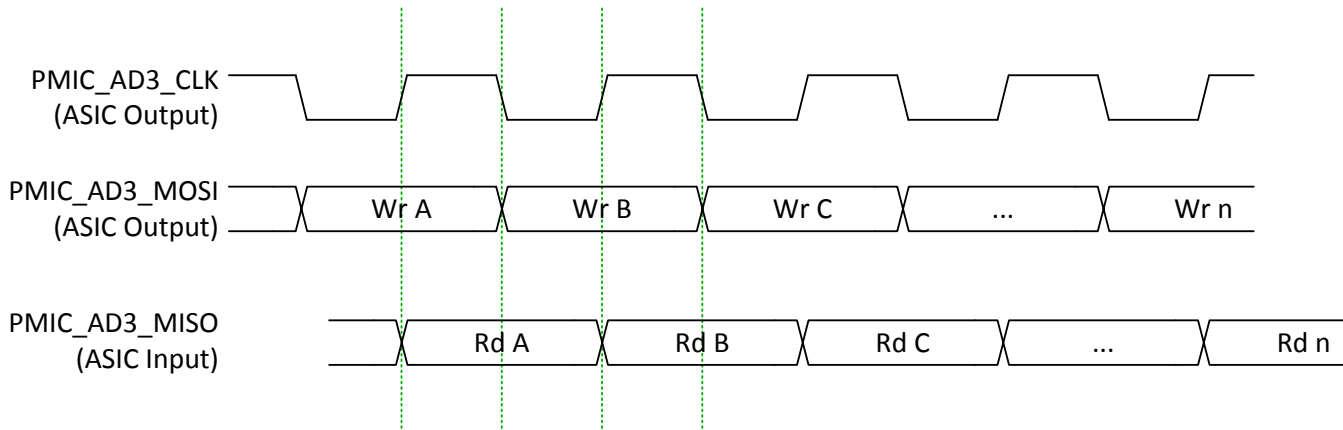 PMIC_AD3_CLK
(ASIC Output)
PMIC_AD3_MOSI
(ASIC Output)
Wr A
Wr B
Wr C
...
Wr n
PMIC_AD3_MISO
(ASIC Input)
Rd A
Rd B
Rd C
...
Rd n